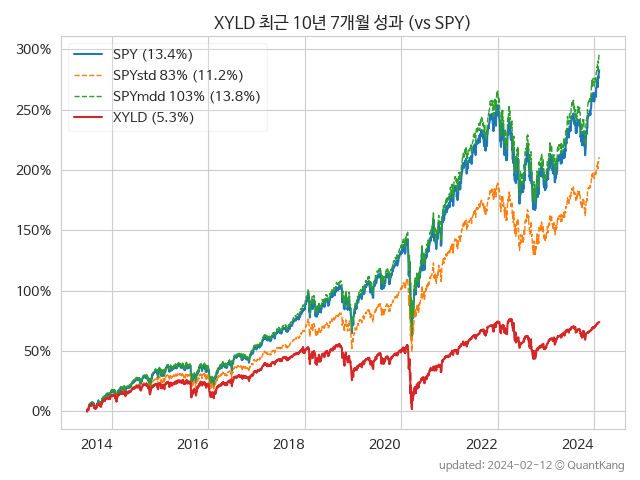 XYLD 최근 10년 7개월 성과 (vs SPY)
SPY (13.4%)
SPYstd 83% (11.2%)
SPYmdd 103% (13.8%)
XYLD (5.3%)
300%
250%
200%
150%
100%
50%
0%
2014 2016 2018 2020 2022 2024
updated: 2024-02-12 © QuantKang